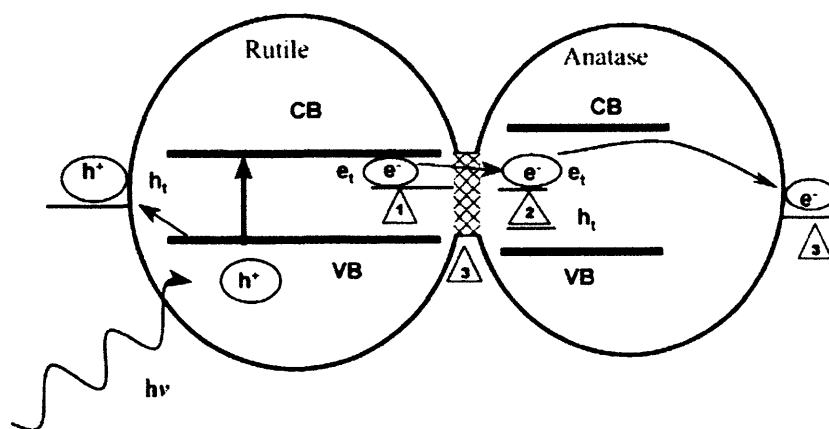 Rutile
Anatase
CB
CB
h⁺
hₜ
eₜ
e⁻
e⁻
eₜ
e⁻
1
2
hₜ
3
VB
h⁺
3
VB
hν